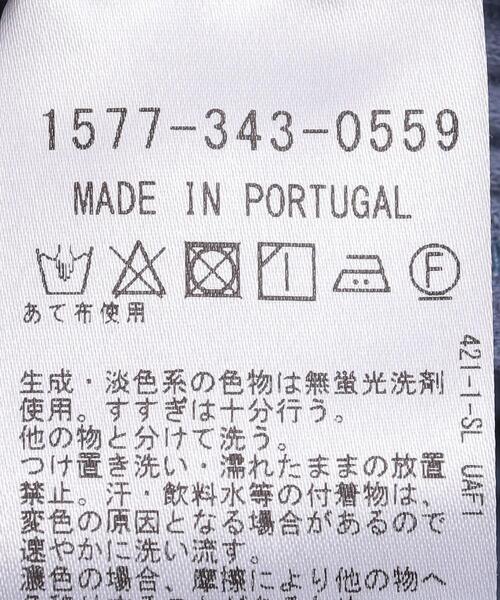 1577-343-0559
MADE IN PORTUGAL
F
あて布使用
生成・淡色系の色物は無蛍光洗剤
使用。すすぎは十分行う。
他の物と分けて洗う。
つけ置き洗い・濡れたままの放置
禁止。汗・飲料水等の付着物は、
変色の原因となる場合があるので
速やかに洗い流す。
濃色の場合、摩擦により他の物へ
421-1-SL UAF1